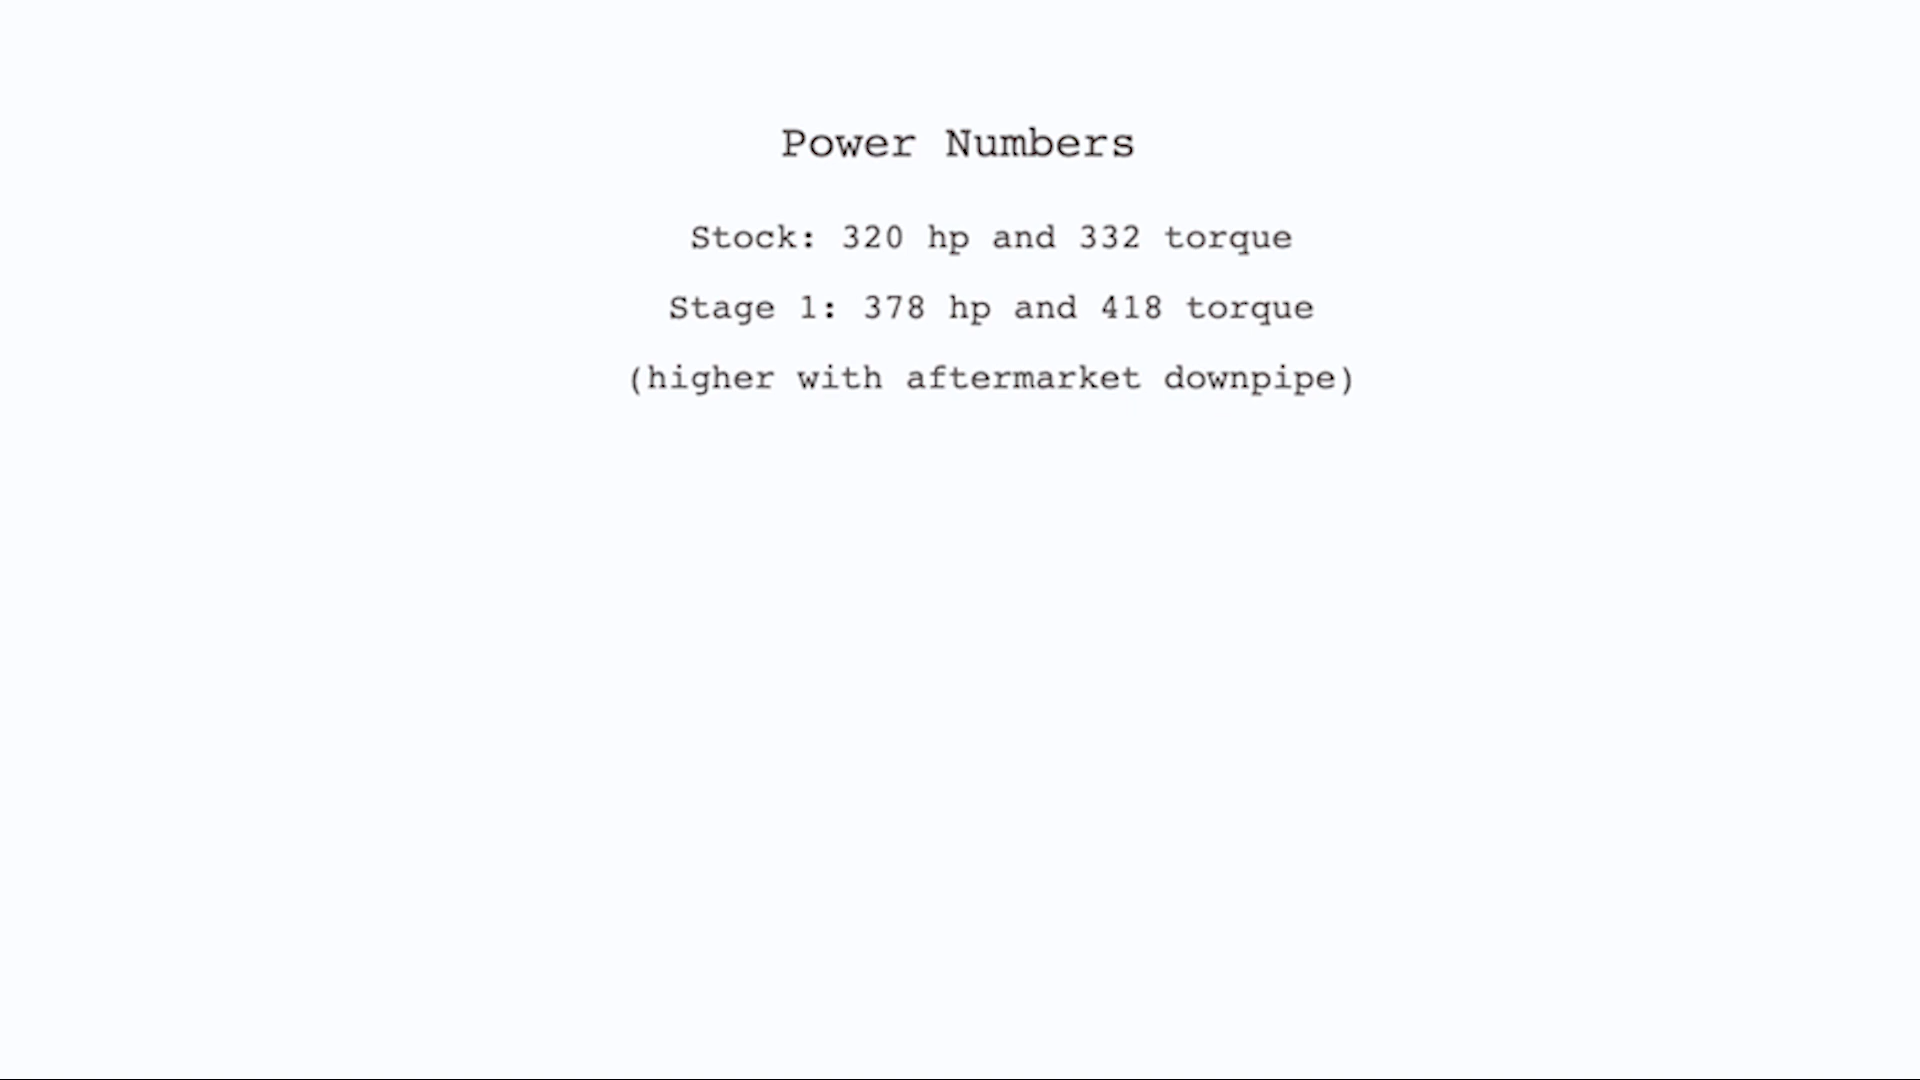 Power Numbers
Stock: 320 hp and 332 torque
Stage 1: 378 hp and 418 torque
(higher with aftermarket downpipe)